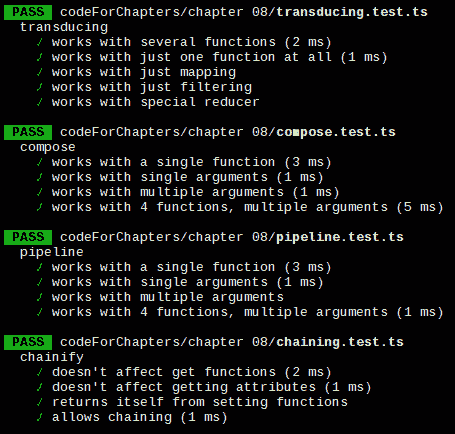 PASS codeForChapters/chapter 08/transducing.test.ts
transducing
✓ works with several functions (2 ms)
✓ works with just one function at all (1 ms)
✓ works with just mapping
✓ works with just filtering
✓ works with special reducer
PASS codeForChapters/chapter 08/compose.test.ts
compose
✓ works with a single function (3 ms)
✓ works with single arguments (1 ms)
✓ works with multiple arguments (1 ms)
✓ works with 4 functions, multiple arguments (5 ms)
PASS codeForChapters/chapter 08/pipeline.test.ts
pipeline
✓ works with a single function (3 ms)
✓ works with single arguments (1 ms)
✓ works with multiple arguments
✓ works with 4 functions, multiple arguments (1 ms)
PASS codeForChapters/chapter 08/chaining.test.ts
chainify
✓ doesn't affect get functions (2 ms)
✓ doesn't affect getting attributes (1 ms)
✓ returns itself from setting functions
✓ allows chaining (1 ms)